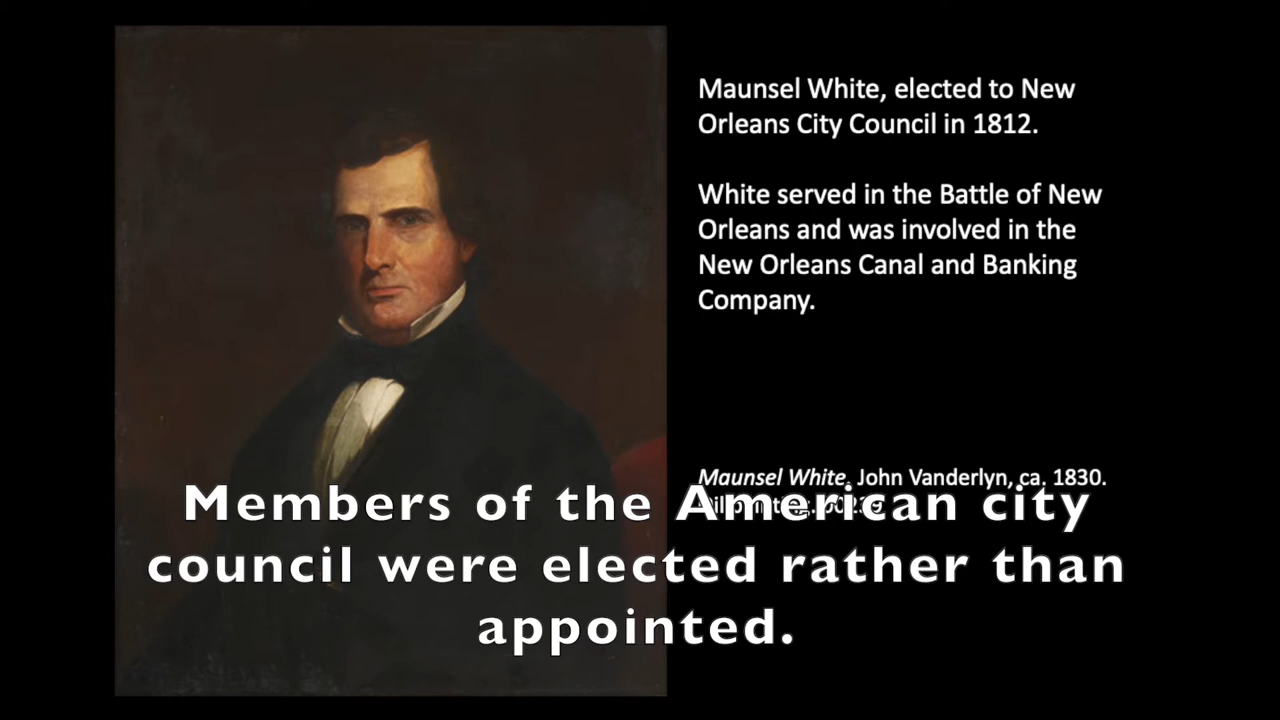 Maunsel White, elected to New
Orleans City Council in 1812.
White served in the Battle of New
Orleans and was involved in the
New Orleans Canal and Banking
Company.
Maunsel White, John Vanderlyn, ca. 1830.
Members of the American city
council were elected rather than
appointed.